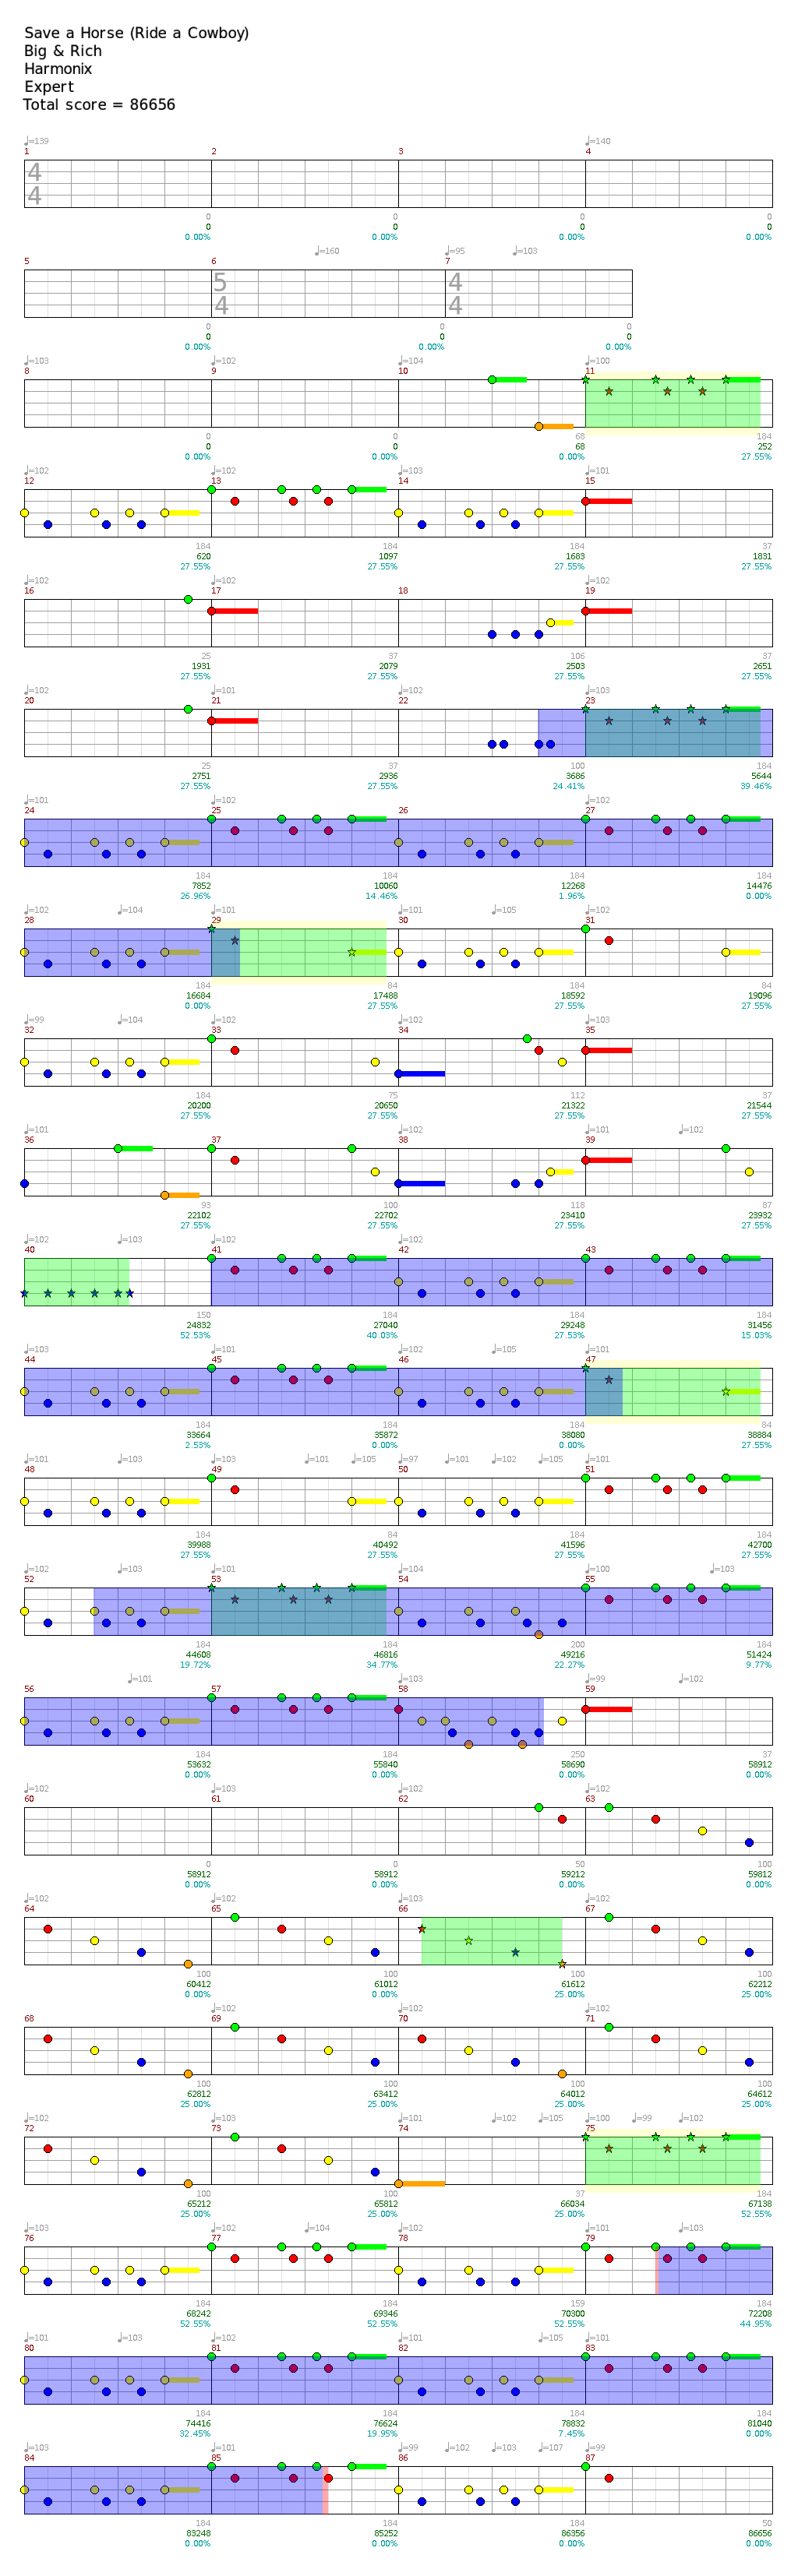 Save a Horse (Ride a Cowboy)
Big & Rich
Harmonix
Expert
Total score = 86656
♩=139 ♩=140
1 2 3 4
4
4
0 0 0 0
0 0 0 0
0.00% 0.00% 0.00% 0.00%
♩=160 ♩=95 ♩=103
5 6 7
5 4
4 4
0 0 0
0 0 0
0.00% 0.00% 0.00%
♩=103 ♩=102 ♩=104 ♩=100
8 9 10 11
0 0 68 184
0 0 68 252
0.00% 0.00% 0.00% 27.55%
♩=102 ♩=102 ♩=103 ♩=101
12 13 14 15
184 184 184 37
620 1097 1683 1831
27.55% 27.55% 27.55% 27.55%
♩=102 ♩=102 ♩=102
16 17 18 19
25 37 106 37
1931 2079 2503 2651
27.55% 27.55% 27.55% 27.55%
♩=102 ♩=101 ♩=102 ♩=103
20 21 22 23
25 37 100 184
2751 2936 3686 5644
27.55% 27.55% 24.41% 39.46%
♩=101 ♩=102 ♩=102
24 25 26 27
184 184 184 184
7852 10060 12268 14476
26.96% 14.46% 1.96% 0.00%
♩=102 ♩=104 ♩=101 ♩=101 ♩=105 ♩=102
28 29 30 31
184 84 184 84
16684 17488 18592 19096
0.00% 27.55% 27.55% 27.55%
♩=99 ♩=104 ♩=102 ♩=102 ♩=103
32 33 34 35
184 75 112 37
20200 20650 21322 21544
27.55% 27.55% 27.55% 27.55%
♩=101 ♩=102 ♩=101 ♩=102
36 37 38 39
93 100 118 87
22102 22702 23410 23932
27.55% 27.55% 27.55% 27.55%
♩=102 ♩=103 ♩=102
40 41 42 43
150 184 184 184
24832 27040 29248 31456
52.53% 40.03% 27.53% 15.03%
♩=103 ♩=101 ♩=102 ♩=105 ♩=101
44 45 46 47
184 184 184 84
33664 35872 38080 38884
2.53% 0.00% 0.00% 27.55%
♩=101 ♩=103 ♩=103 ♩=101 ♩=105 ♩=97 ♩=101 ♩=102 ♩=105 ♩=101
48 49 50 51
184 84 184 184
39988 40492 41596 42700
27.55% 27.55% 27.55% 27.55%
♩=102 ♩=103 ♩=101 ♩=104 ♩=100 ♩=103
52 53 54 55
184 184 200 184
44608 46816 49216 51424
19.72% 34.77% 22.27% 9.77%
♩=101 ♩=103 ♩=99 ♩=102
56 57 58 59
184 184 250 37
53632 55840 58690 58912
0.00% 0.00% 0.00% 0.00%
♩=102 ♩=103 ♩=102 ♩=102
60 61 62 63
0 0 50 100
58912 58912 59212 59812
0.00% 0.00% 0.00% 0.00%
♩=102 ♩=103 ♩=102
64 65 66 67
100 100 100 100
60412 61012 61612 62212
0.00% 0.00% 25.00% 25.00%
♩=102 ♩=102 ♩=102
68 69 70 71
100 100 100 100
62812 63412 64012 64612
25.00% 25.00% 25.00% 25.00%
♩=102 ♩=103 ♩=101 ♩=102 ♩=105 ♩=100 ♩=99 ♩=102
72 73 74 75
100 100 37 184
65212 65812 66034 67138
25.00% 25.00% 25.00% 52.55%
♩=103 ♩=102 ♩=104 ♩=102 ♩=101 ♩=103
76 77 78 79
184 184 159 184
68242 69346 70300 72208
52.55% 52.55% 52.55% 44.95%
♩=101 ♩=103 ♩=102 ♩=101 ♩=105 ♩=101
80 81 82 83
184 184 184 184
74416 76624 78832 81040
32.45% 19.95% 7.45% 0.00%
♩=103 ♩=101 ♩=99 ♩=102 ♩=103 ♩=107 ♩=99
84 85 86 87
184 184 184 50
83248 85252 86356 86656
0.00% 0.00% 0.00% 0.00%